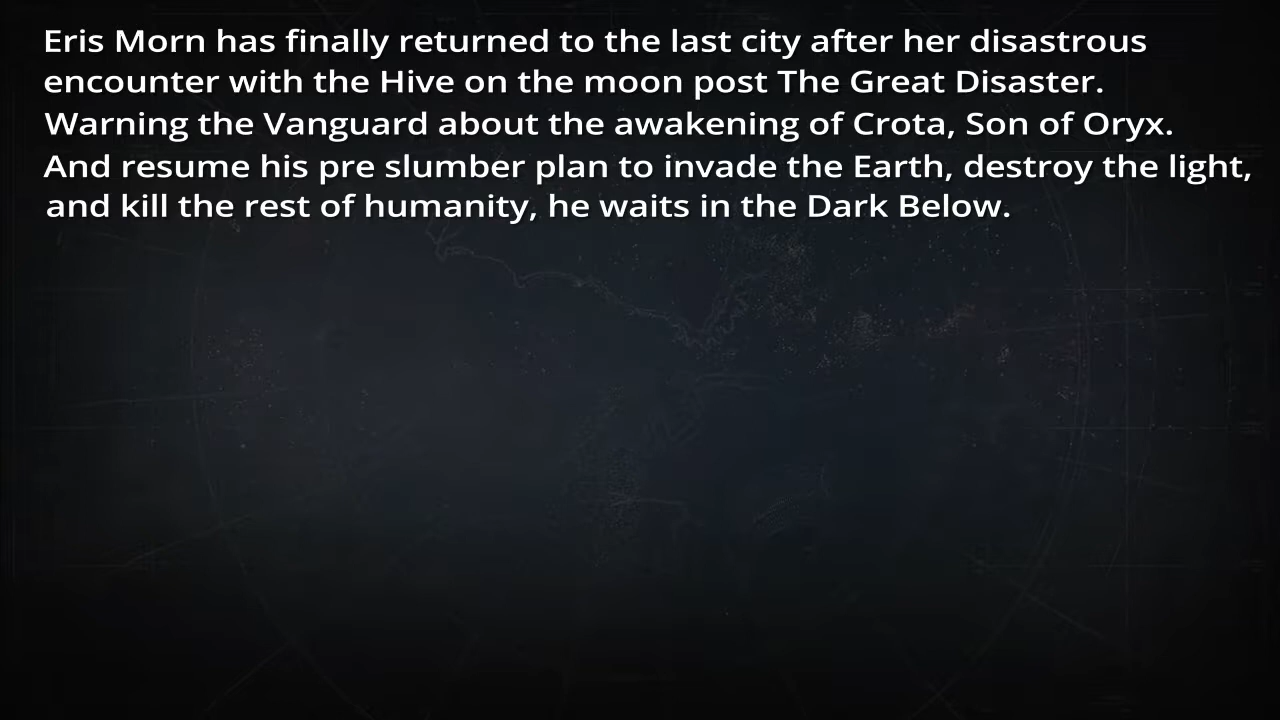 Eris Morn has finally returned to the last city after her disastrous
encounter with the Hive on the moon post The Great Disaster.
Warning the Vanguard about the awakening of Crota, Son of Oryx.
And resume his pre slumber plan to invade the Earth, destroy the light,
and kill the rest of humanity, he waits in the Dark Below.